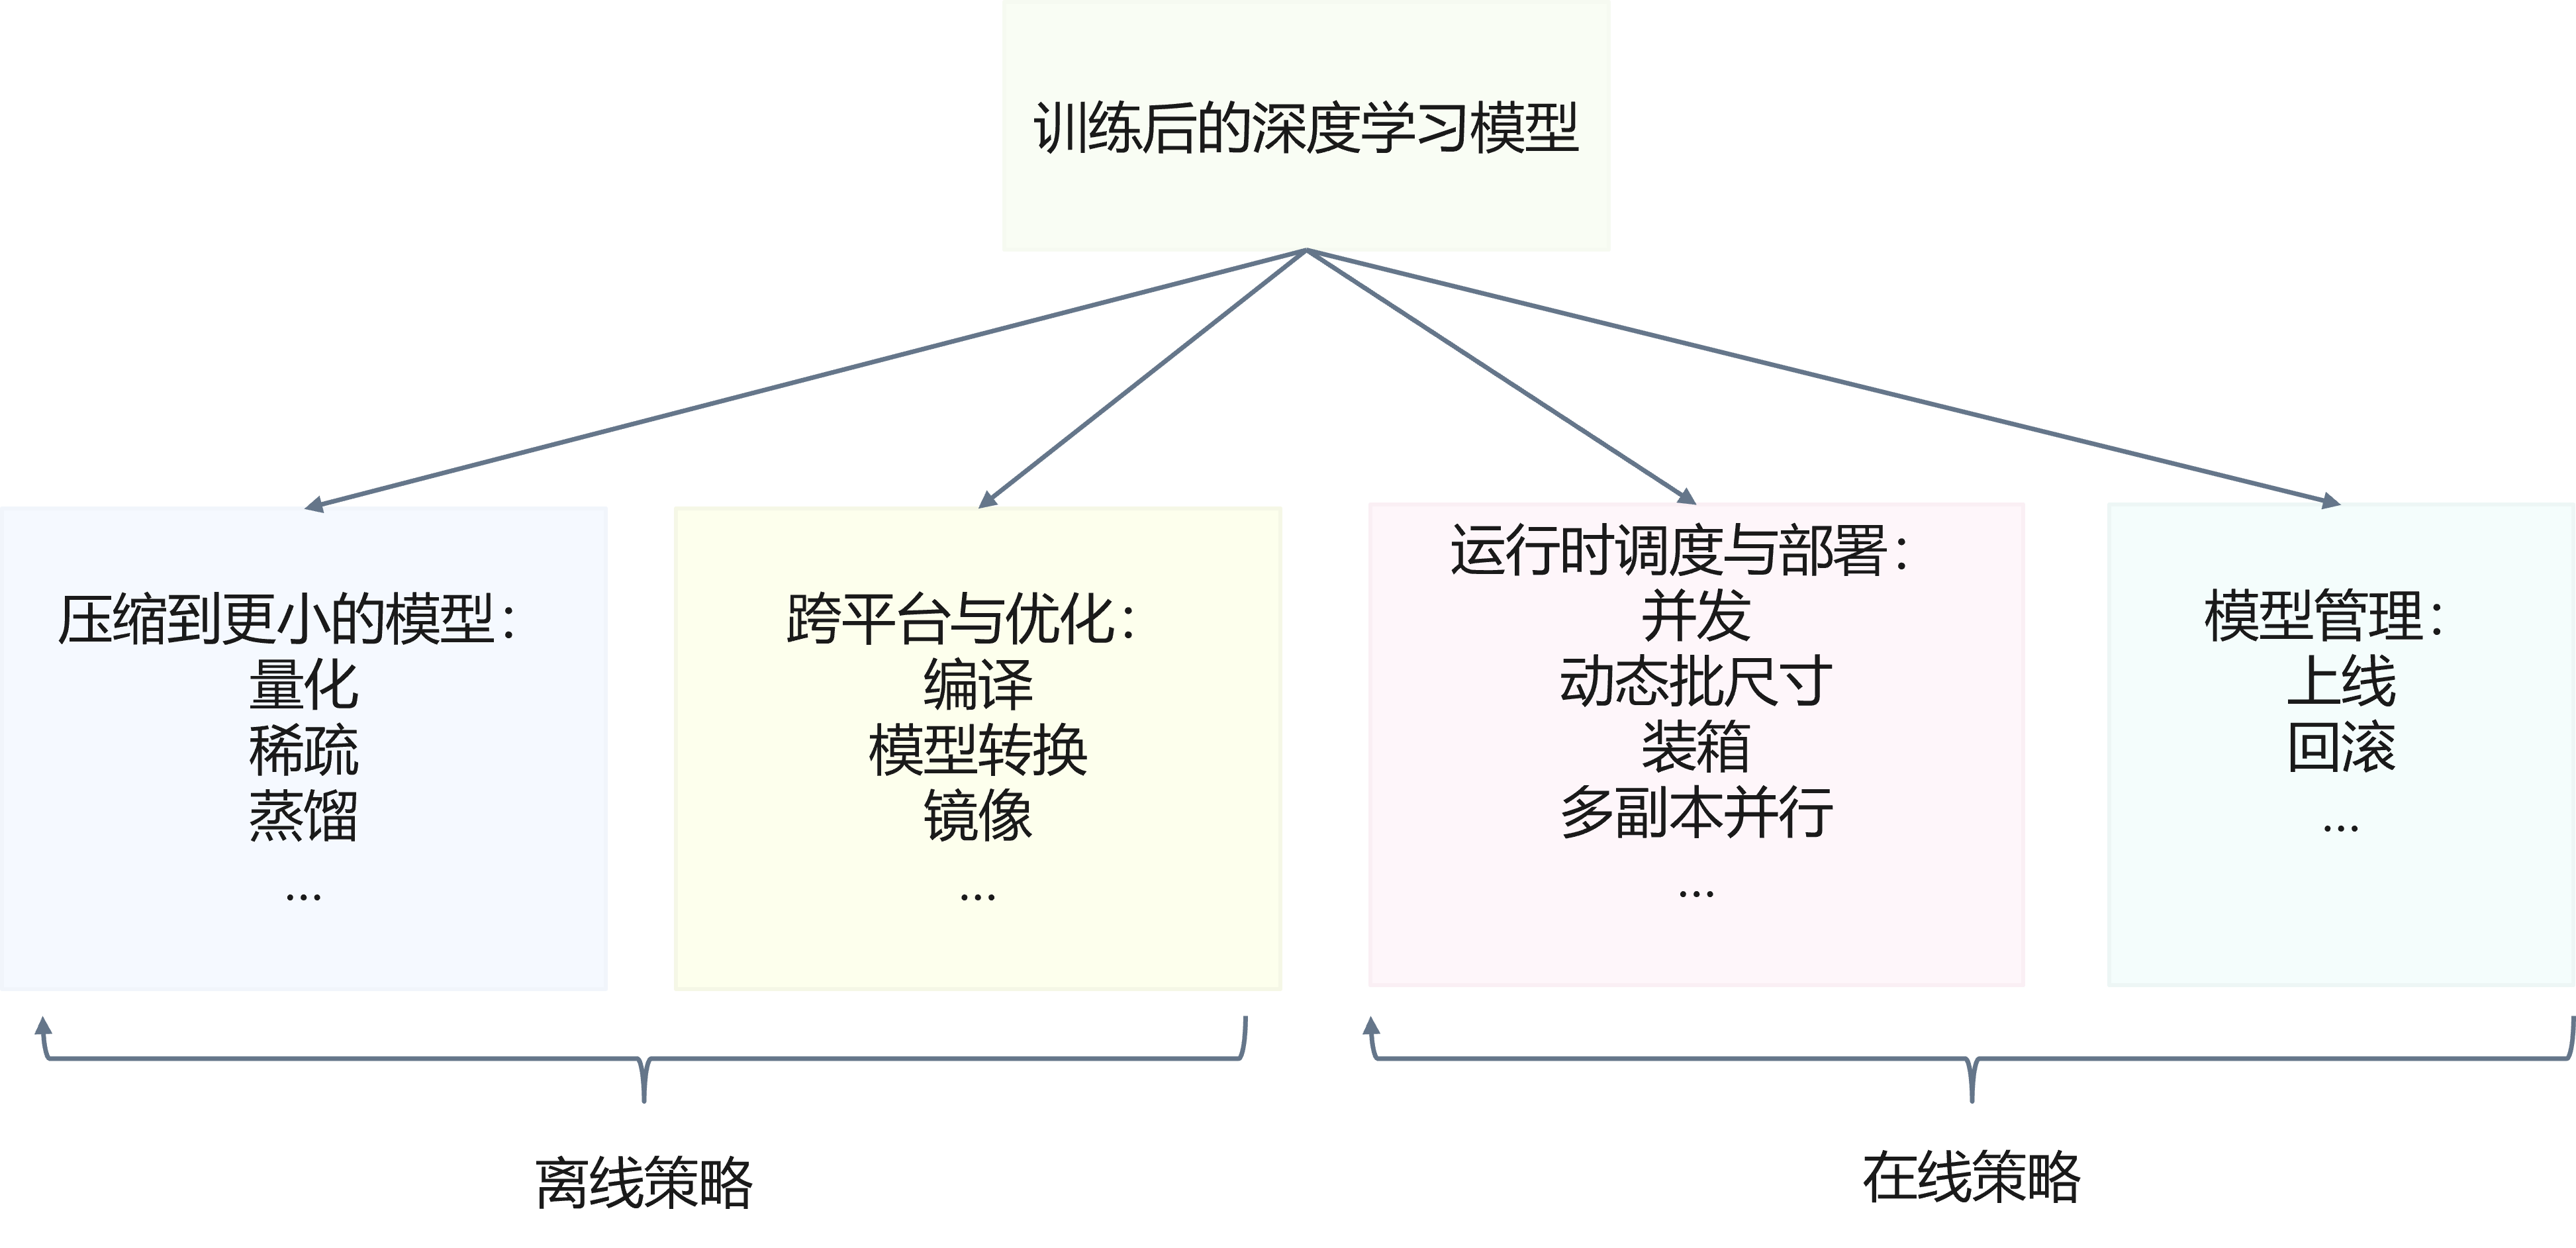 训练后的深度学习模型
压缩到更小的模型：
量化
稀疏
蒸馏
...
跨平台与优化：
编译
模型转换
镜像
...
运行时调度与部署：
并发
动态批尺寸
装箱
多副本并行
...
模型管理：
上线
回滚
...
离线策略
在线策略